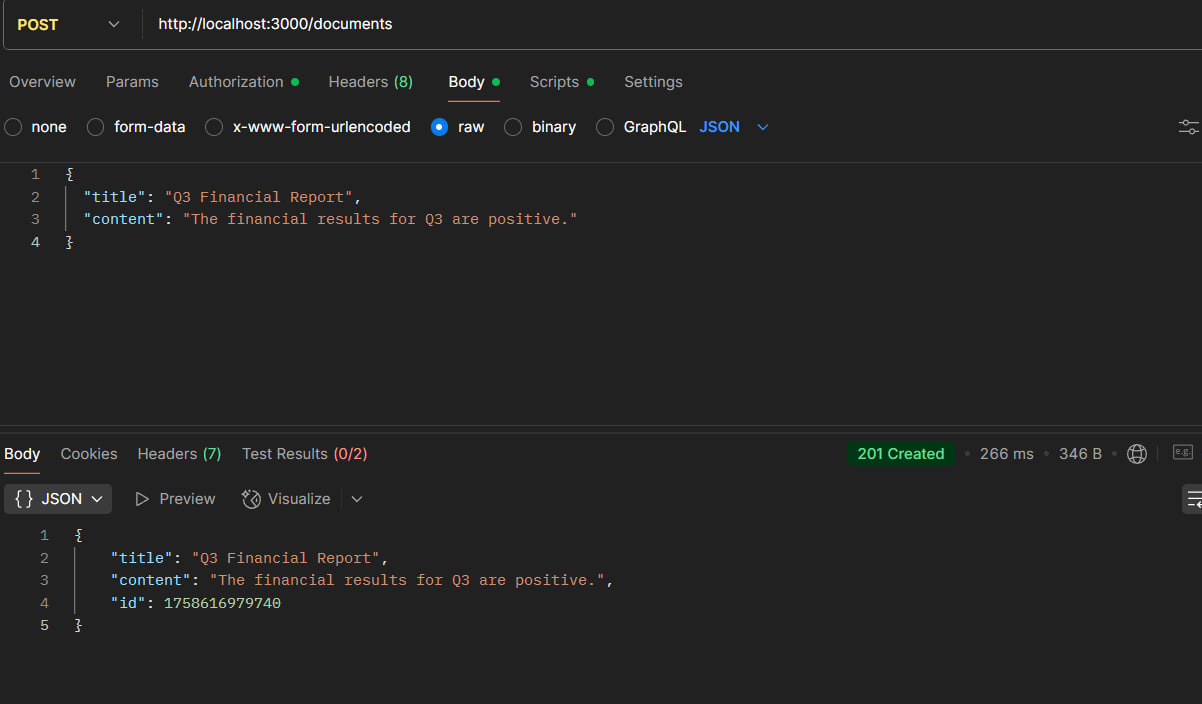 POST http://localhost:3000/documents
Overview Params Authorization Headers (8) Body Scripts Settings
none form-data x-www-form-urlencoded raw binary GraphQL JSON
1 {
2 "title": "Q3 Financial Report",
3 "content": "The financial results for Q3 are positive."
4 }
Body Cookies Headers (7) Test Results (0/2) 201 Created 266 ms 346 B e.g.
{} JSON Preview Visualize
1 {
2 "title": "Q3 Financial Report",
3 "content": "The financial results for Q3 are positive.",
4 "id": 1758616979740
5 }